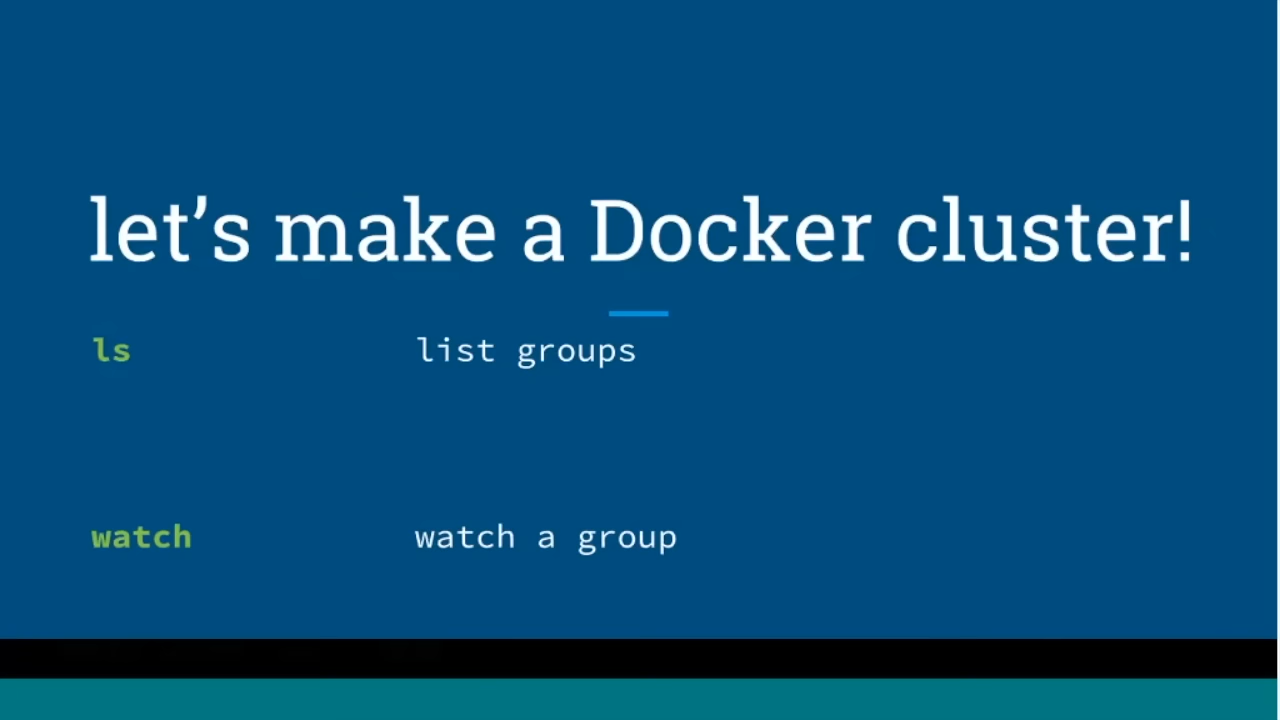 let’s make a Docker cluster!
ls list groups
watch watch a group